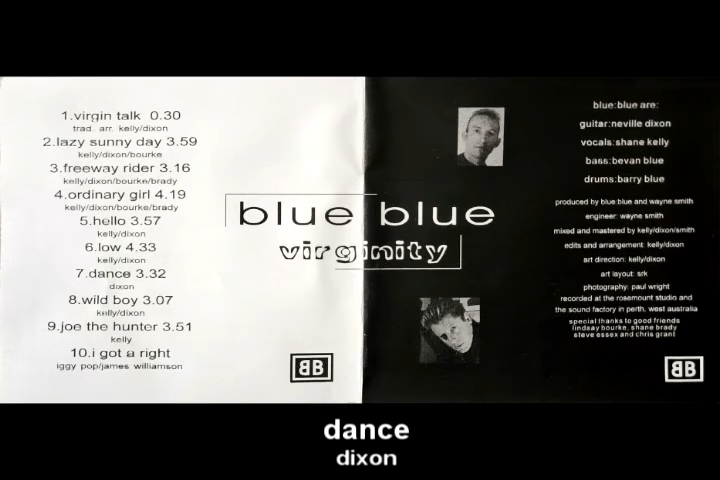 1.virgin talk 0.30
trad. arr. kelly/dixon
2.lazy sunny day 3.59
kelly/dixon/bourke
3.freeway rider 3.16
kelly/dixon/bourke/brady
4.ordinary girl 4.19
kelly/dixon/bourke/brady
5.hello 3.57
kelly/dixon
6.low 4.33
kelly/dixon
7.dance 3.32
dixon
8.wild boy 3.07
kelly/dixon
9.joe the hunter 3.51
kelly
10.i got a right
iggy pop/james williamson
BB
blue blue
virginity
blue:blue are:
guitar:neville dixon
vocals:shane kelly
bass:bevan blue
drums:barry blue
produced by blue blue and wayne smith
engineer: wayne smith
mixed and mastered by kelly/dixon/smith
edits and arrangement: kelly/dixon
art direction: kelly/dixon
art layout: srk
photography: paul wright
recorded at the rosemount studio and
the sound factory in perth, west australia
special thanks to good friends
lindsay bourke, shane brady
steve essex and chris grant
BB
dance
dixon